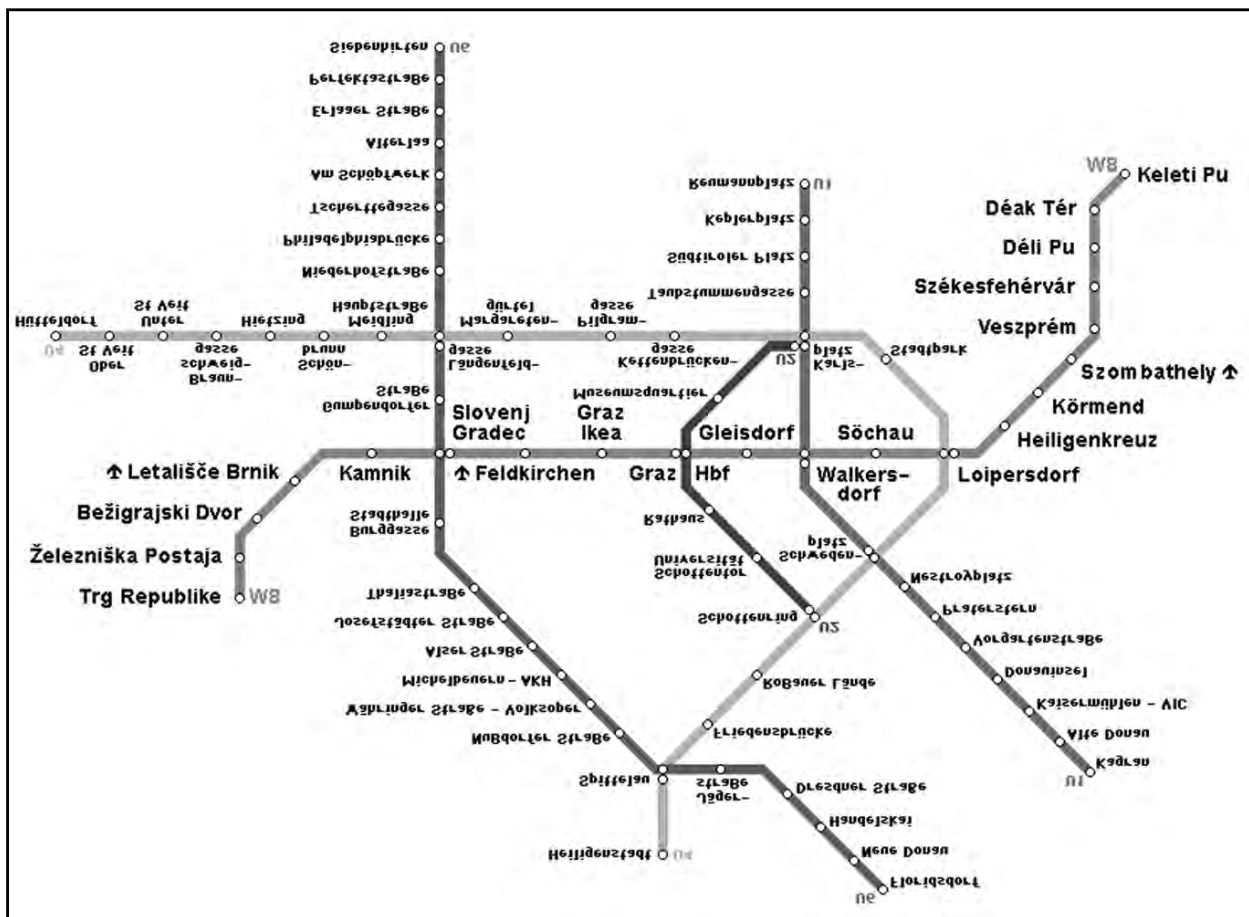 Siebenhirten U6
Perfektastraße
Erlaaer Straße
Alterlaa
Am Schöpfwerk
Tscherttegasse
Philadelphiabrücke
Niederhofstraße
Reumannplatz U1
Keplerplatz
Südtiroler Platz
Taubstummengasse
W8 Keleti Pu
Déak Tér
Déli Pu
Székesfehérvár
Veszprém
Szombathely ↑
Körmend
Heiligenkreuz
Hütteldorf
U4
Ober
St Veit
Unter
St Veit
Braun-
schweig-
gasse
Hietzing
Schön-
brunn
Meidling
Hauptstraße
Längenfeld-
gasse
Margareten-
gürtel
Pilgram-
gasse
Kettenbrücken-
gasse
U2
Karls-
platz
Stadtpark
Museumsquartier
Gumpendorfer
Straße
Slovenj
Gradec
Graz
Ikea
Gleisdorf
Söchau
↑ Letališče Brnik
Kamnik
↑ Feldkirchen
Graz Hbf
Walkers-
dorf
Loipersdorf
Bežigrajski Dvor
Železniška Postaja
Trg Republike W8
Burggasse
Stadthalle
Rathaus
Schottentor
Universität
Schweden-
platz
Schottenring U2
Nestroyplatz
Praterstern
Vorgartenstraße
Donauinsel
Kaisermühlen - VIC
Alte Donau
Kagran
U1
Thaliastraße
Josefstädter Straße
Alser Straße
Michelbeuern - AKH
Währinger Straße - Volksoper
Nußdorfer Straße
Roßauer Lände
Friedensbrücke
Spittelau
Jäger-
straße
Dresdner Straße
Handelskai
Neue Donau
Floridsdorf
U6
Heiligenstadt U4